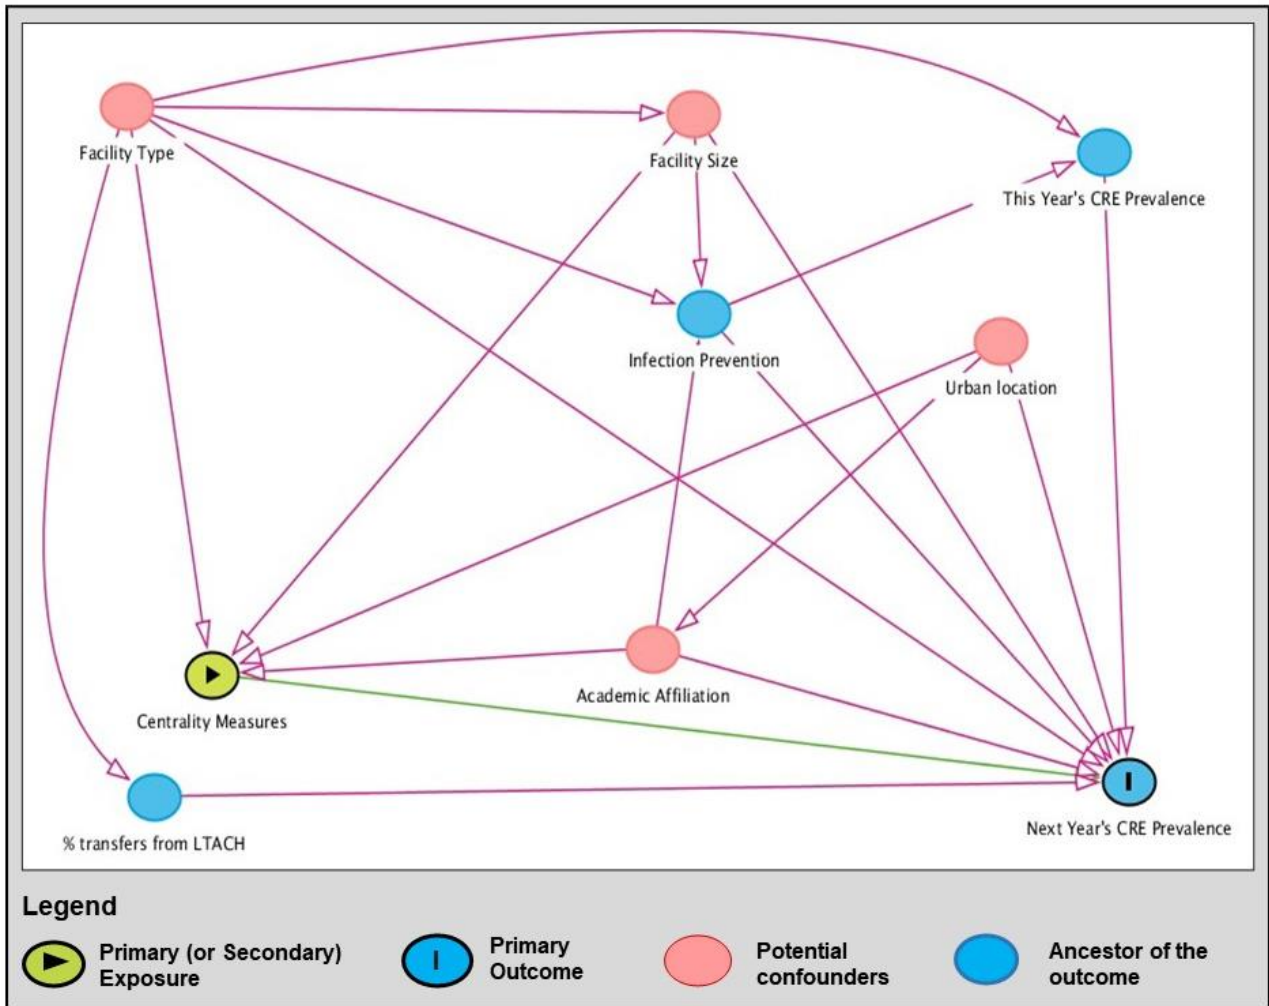 Facility Type
Facility Size
This Year's CRE Prevalence
Infection Prevention
Urban location
Academic Affiliation
Centrality Measures
Next Year's CRE Prevalence
% transfers from LTACH
Legend
Primary (or Secondary)
Exposure
Primary
Outcome
Potential
confounders
Ancestor of the
outcome